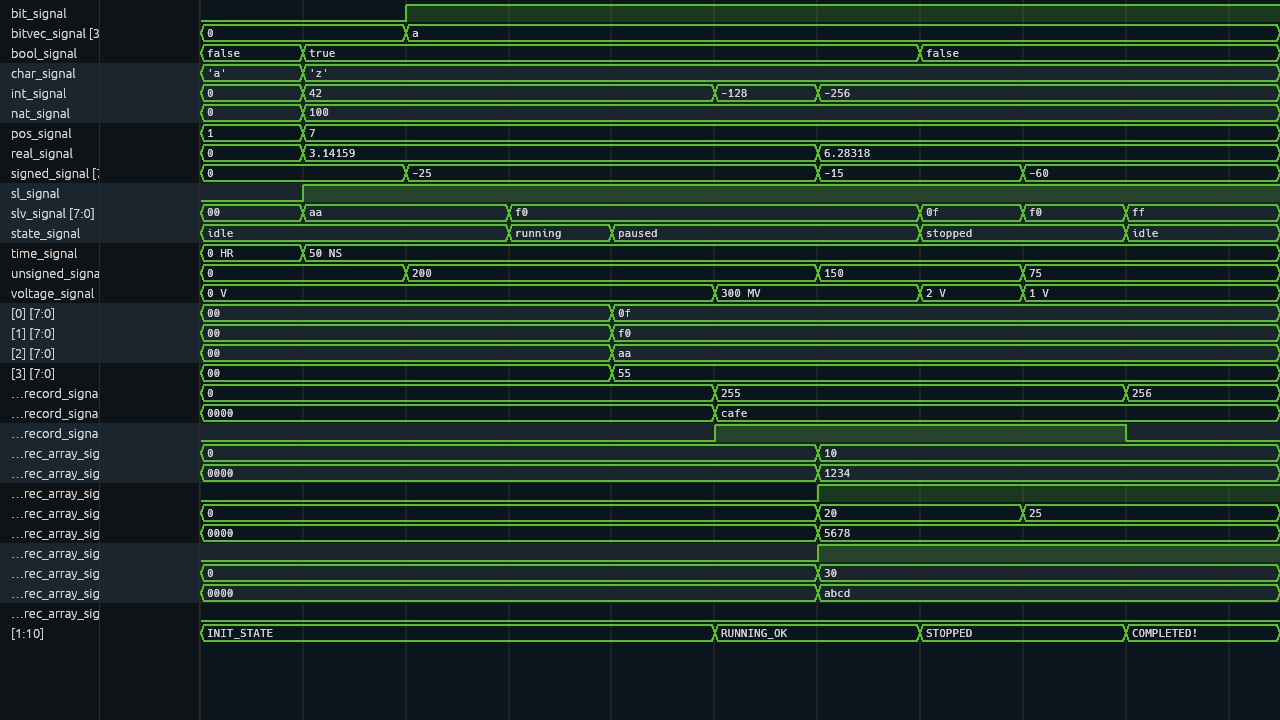 bit_signal
bitvec_signal [3 0 a
bool_signal false true false
char_signal 'a' 'z'
int_signal 0 42 -128 -256
nat_signal 0 100
pos_signal 1 7
real_signal 0 3.14159 6.28318
signed_signal [7 0 -25 -15 -60
sl_signal
slv_signal [7:0] 00 aa f0 0f f0 ff
state_signal idle running paused stopped idle
time_signal 0 HR 50 NS
unsigned_signa 0 200 150 75
voltage_signal 0 V 300 MV 2 V 1 V
[0] [7:0] 00 0f
[1] [7:0] 00 f0
[2] [7:0] 00 aa
[3] [7:0] 00 55
...record_signa 0 255 256
...record_signa 0000 cafe
...record_signa
...rec_array_sig 0 10
...rec_array_sig 0000 1234
...rec_array_sig
...rec_array_sig 0 20 25
...rec_array_sig 0000 5678
...rec_array_sig
...rec_array_sig 0 30
...rec_array_sig 0000 abcd
...rec_array_sig
[1:10] INIT_STATE RUNNING_OK STOPPED COMPLETED!